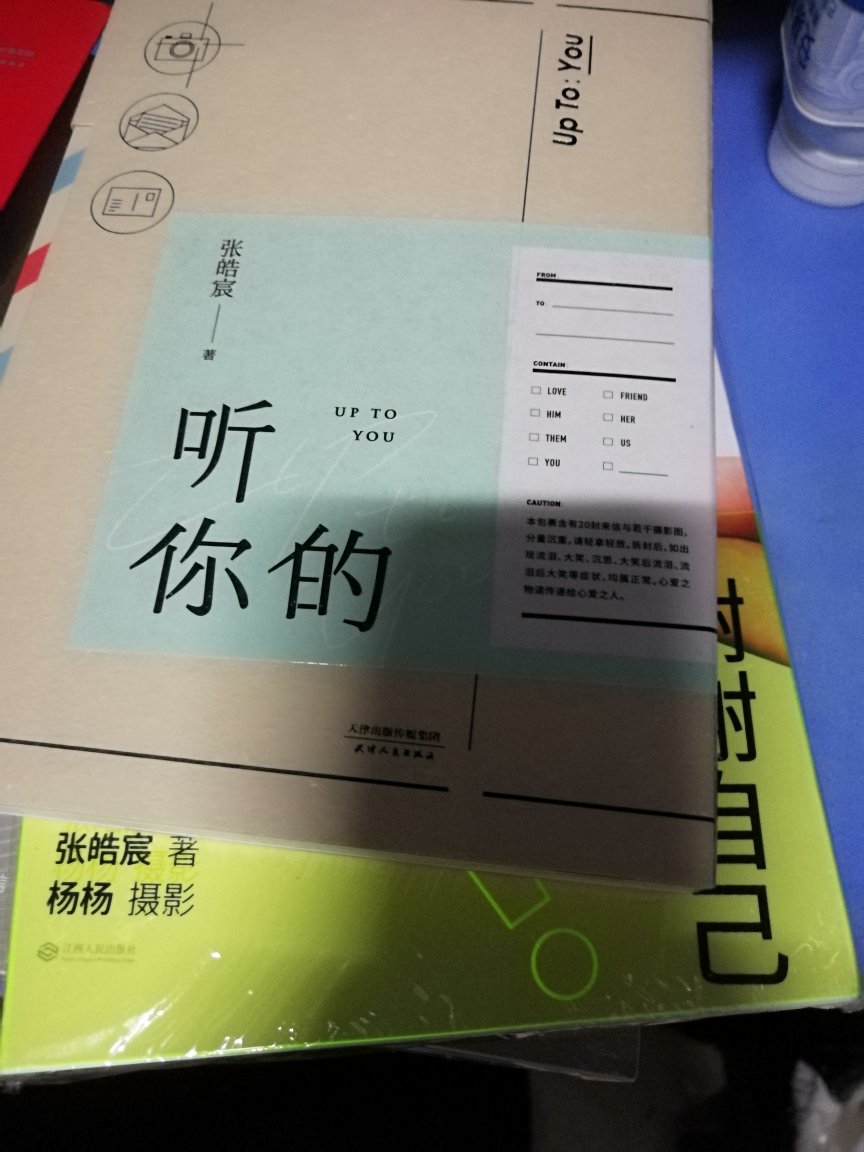 Up To: You
张皓宸
著
听
你的
UP TO
YOU
FROM
TO
CONTAIN:
LOVE
FRIEND
HIM
HER
THEM
US
YOU
CAUTION:
本包裹含有20封来信与若干摄影图，
分量沉重，请轻拿轻放。拆封后，如出
现流泪、大笑、沉思、大笑后流泪、流
泪后大笑等症状，均属正常。心爱之
物请传递给心爱之人。
天津出版传媒集团
天津人民出版社
谢谢自己
张皓宸 著
杨杨 摄影
江西人民出版社